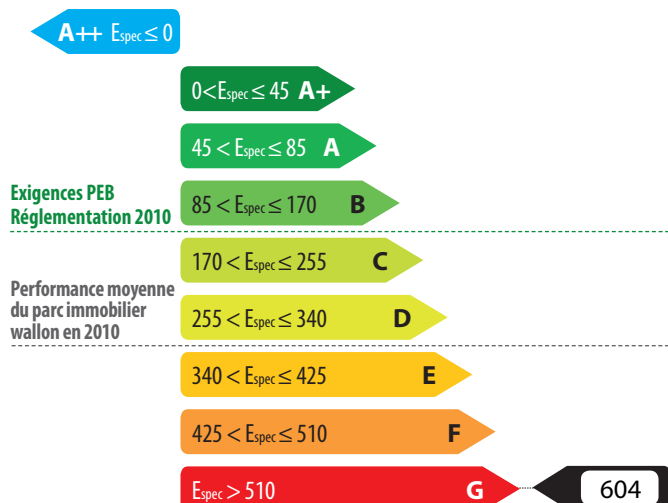 A++ Espec ≤ 0
0<Espec ≤ 45 A+
45 < Espec ≤ 85 A
Exigences PEB
Réglementation 2010
85 < Espec ≤ 170 B
170 < Espec ≤ 255 C
Performance moyenne
du parc immobilier
wallon en 2010
255 < Espec ≤ 340 D
340 < Espec ≤ 425 E
425 < Espec ≤ 510 F
Espec > 510 G 604